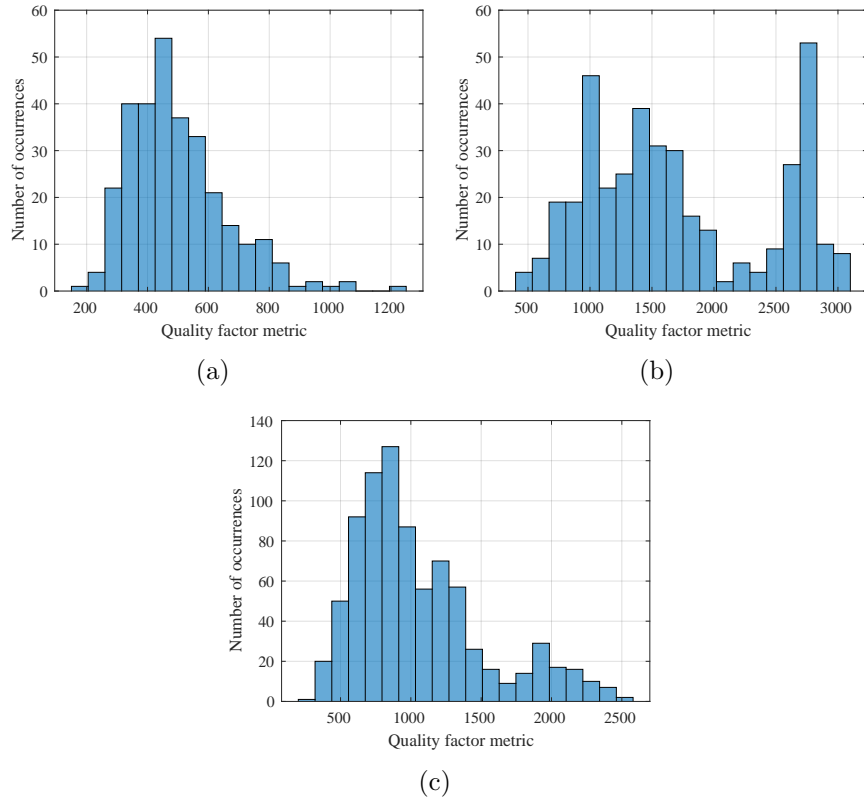 60
50
40
30
20
10
0
Number of occurrences
200 400 600 800 1000 1200
Quality factor metric
(a)
60
50
40
30
20
10
0
Number of occurrences
500 1000 1500 2000 2500 3000
Quality factor metric
(b)
140
120
100
80
60
40
20
0
Number of occurrences
500 1000 1500 2000 2500
Quality factor metric
(c)